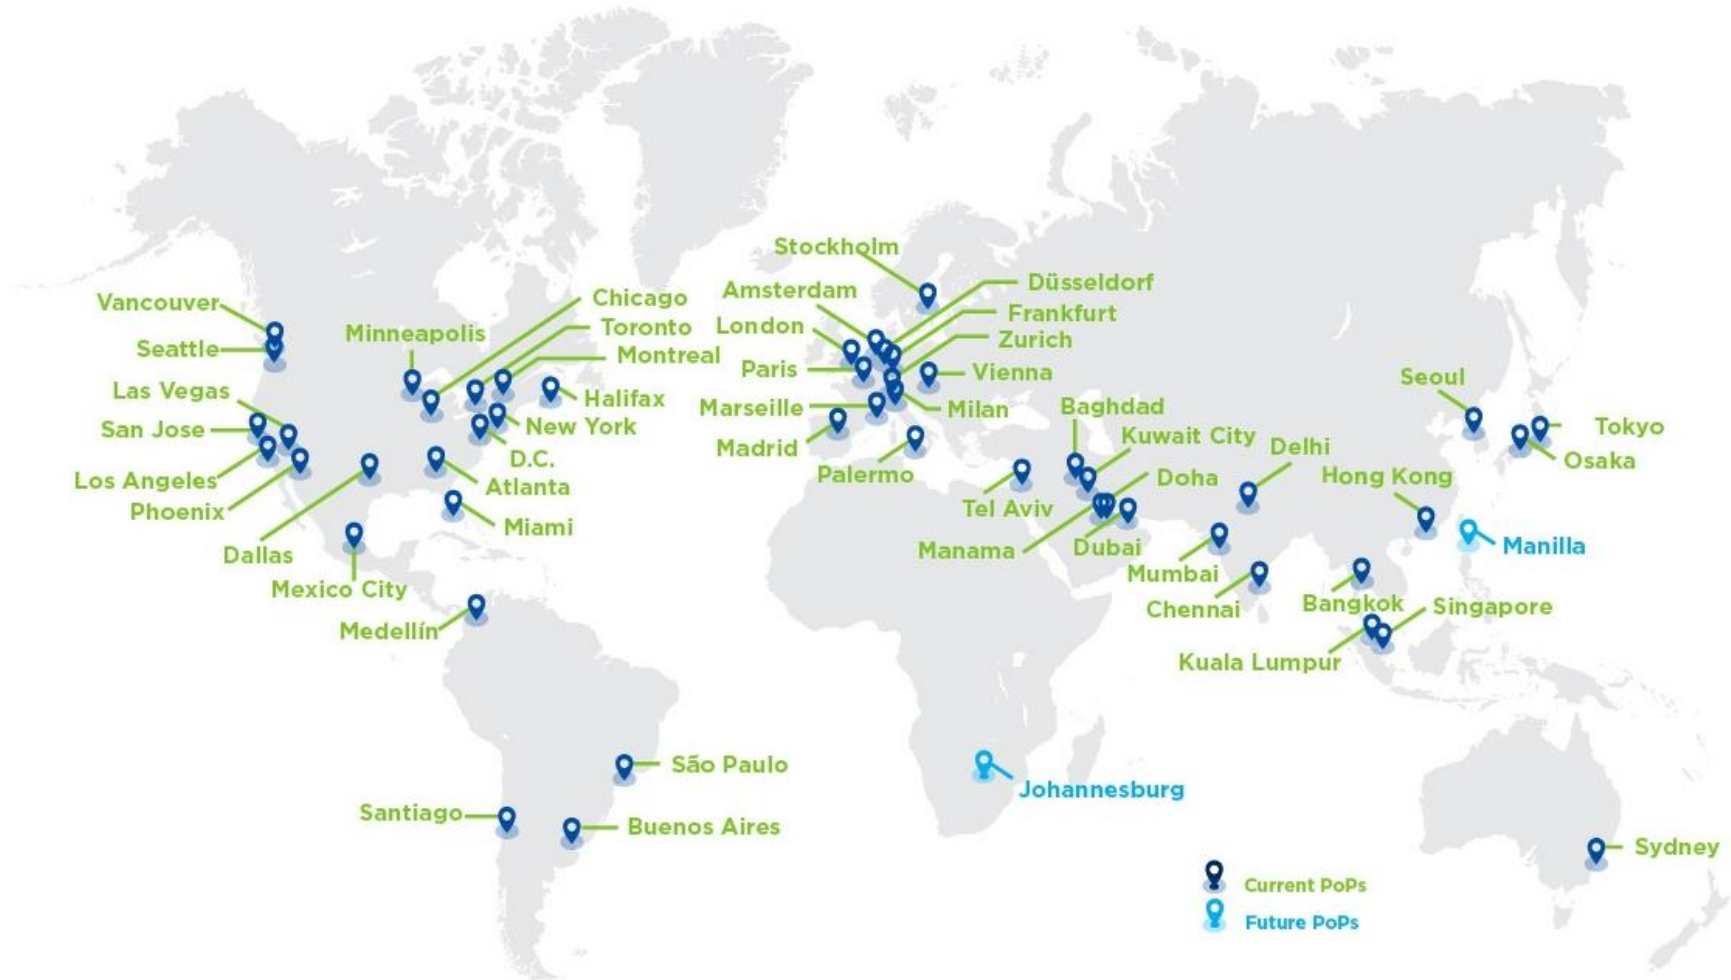 Stockholm
Düsseldorf
Amsterdam
Chicago
Vancouver
Frankfurt
London
Toronto
Minneapolis
Zurich
Seattle
Montreal
Paris
Vienna
Seoul
Las Vegas
Halifax
Marseille
Milan
Baghdad
San Jose
New York
Tokyo
Kuwait City
Madrid
Delhi
D.C.
Osaka
Palermo
Hong Kong
Doha
Los Angeles
Atlanta
Tel Aviv
Phoenix
Miami
Manilla
Dubai
Manama
Dallas
Mumbai
Mexico City
Bangkok
Singapore
Chennai
Medellín
Kuala Lumpur
São Paulo
Johannesburg
Santiago
Buenos Aires
Sydney
Current PoPs
Future PoPs